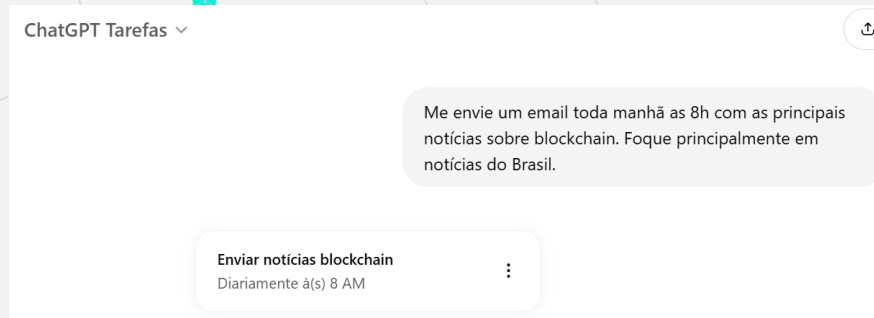 ChatGPT Tarefas
Me envie um email toda manhã as 8h com as principais
notícias sobre blockchain. Foque principalmente em
notícias do Brasil.
Enviar notícias blockchain
Diariamente à(s) 8 AM